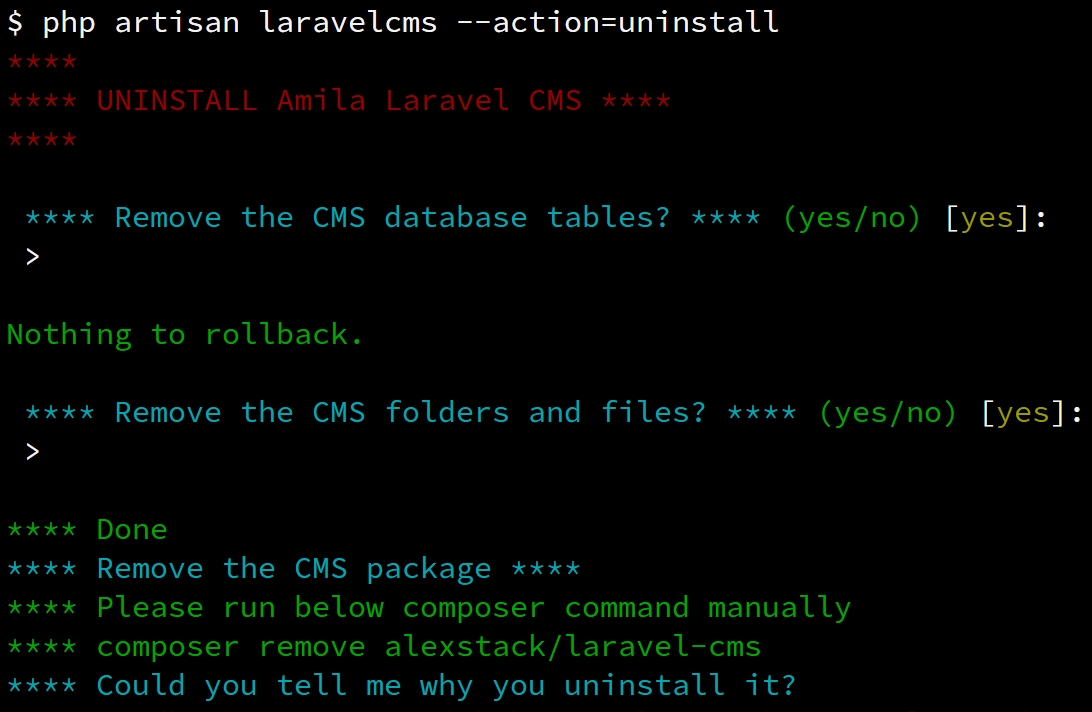 $ php artisan laravelcms --action=uninstall
****
**** UNINSTALL Amila Laravel CMS ****
****
**** Remove the CMS database tables? **** (yes/no) [yes]:
>
Nothing to rollback.
**** Remove the CMS folders and files? **** (yes/no) [yes]:
>
**** Done
**** Remove the CMS package ****
**** Please run below composer command manually
**** composer remove alexstack/laravel-cms
**** Could you tell me why you uninstall it?